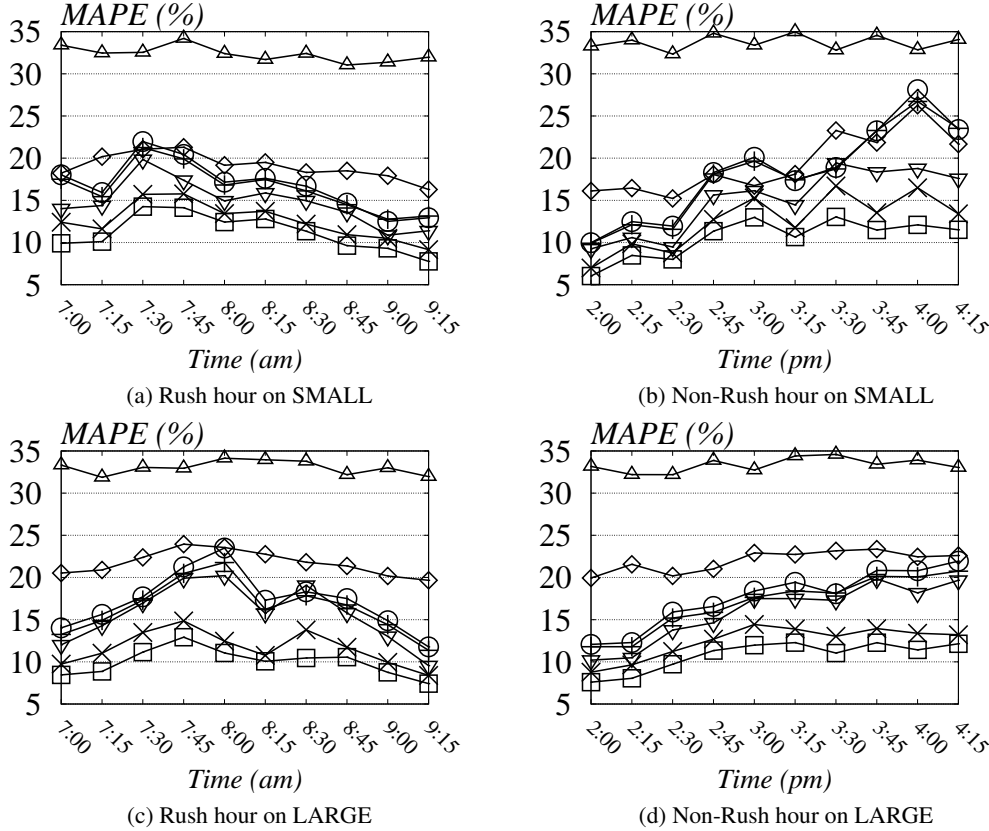 MAPE (%)
35
30
25
20
15
10
5
7:00 7:15 7:30 7:45 8:00 8:15 8:30 8:45 9:00 9:15
Time (am)
(a) Rush hour on SMALL
MAPE (%)
35
30
25
20
15
10
5
2:00 2:15 2:30 2:45 3:00 3:15 3:30 3:45 4:00 4:15
Time (pm)
(b) Non-Rush hour on SMALL
MAPE (%)
35
30
25
20
15
10
5
7:00 7:15 7:30 7:45 8:00 8:15 8:30 8:45 9:00 9:15
Time (am)
(c) Rush hour on LARGE
MAPE (%)
35
30
25
20
15
10
5
2:00 2:15 2:30 2:45 3:00 3:15 3:30 3:45 4:00 4:15
Time (pm)
(d) Non-Rush hour on LARGE